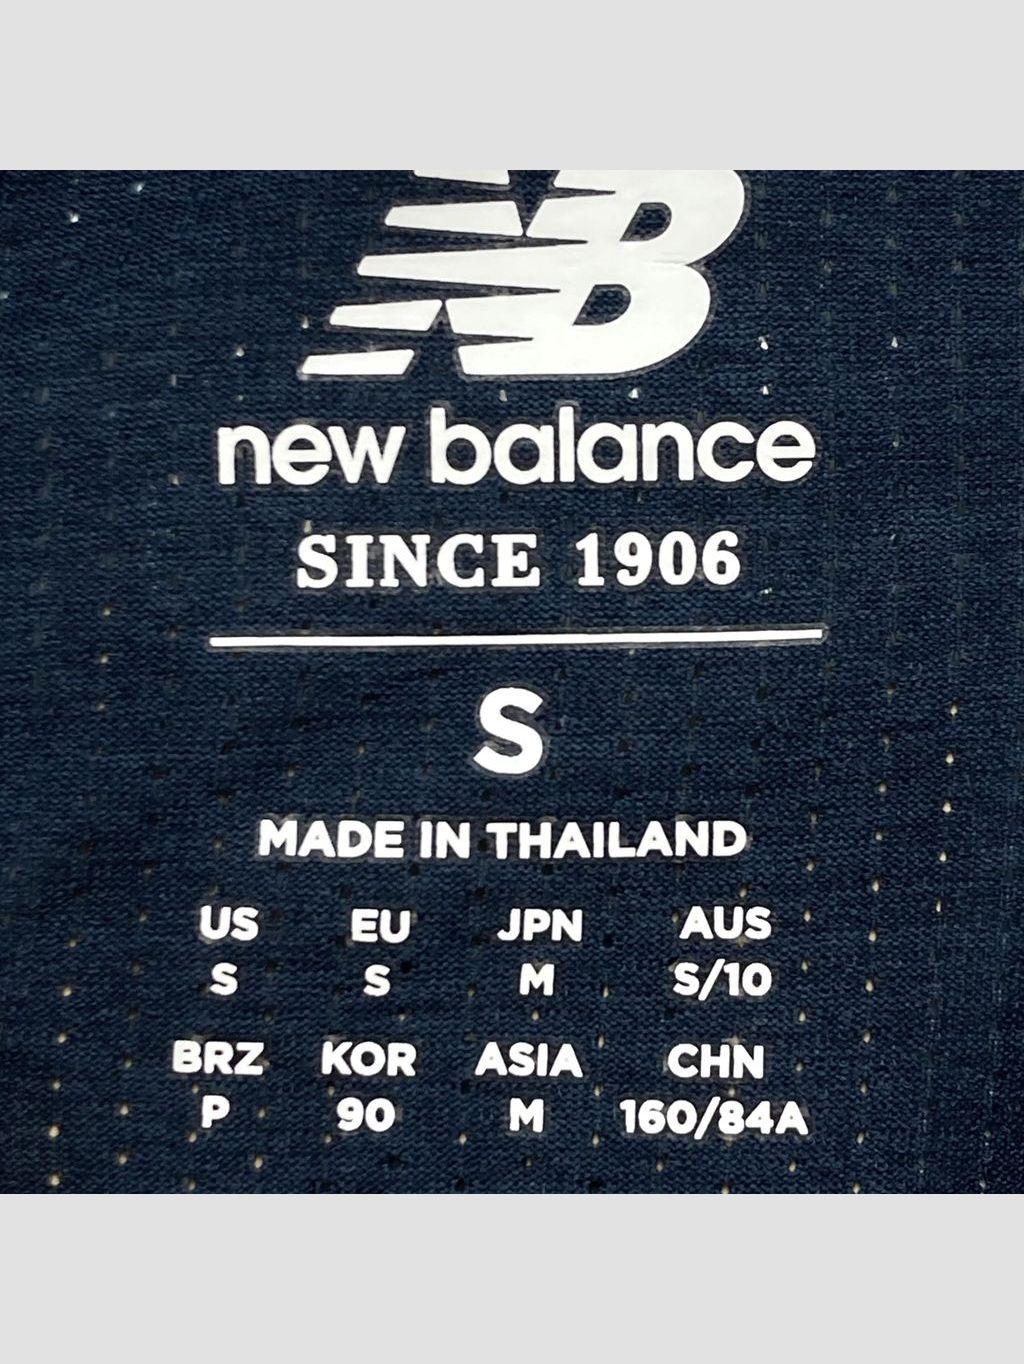 NB
new balance
SINCE 1906
S
MADE IN THAILAND
US EU JPN AUS
S S M S/10
BRZ KOR ASIA CHN
P 90 M 160/84A